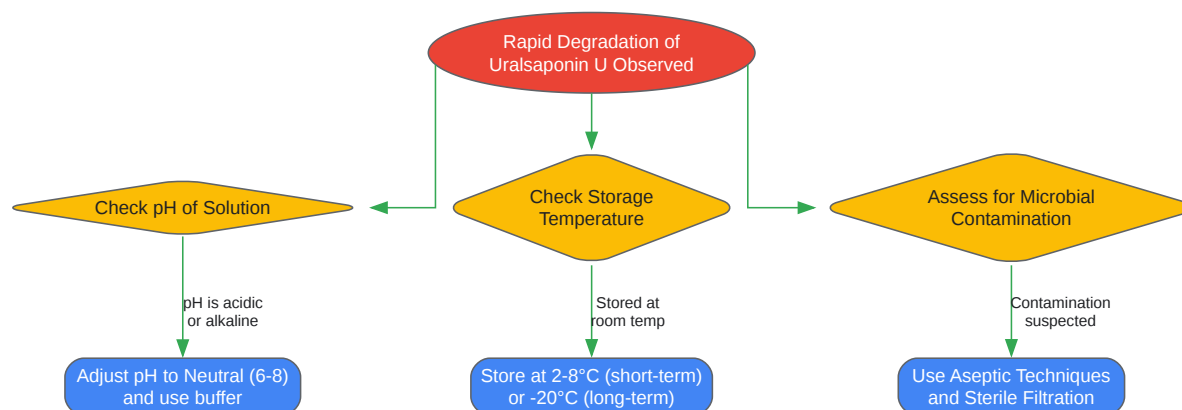 Rapid Degradation of
Uralsaponin U Observed
Check pH of Solution
Check Storage
Temperature
Assess for Microbial
Contamination
pH is acidic
or alkaline
Stored at
room temp
Contamination
suspected
Adjust pH to Neutral (6-8)
and use buffer
Store at 2-8°C (short-term)
or -20°C (long-term)
Use Aseptic Techniques
and Sterile Filtration